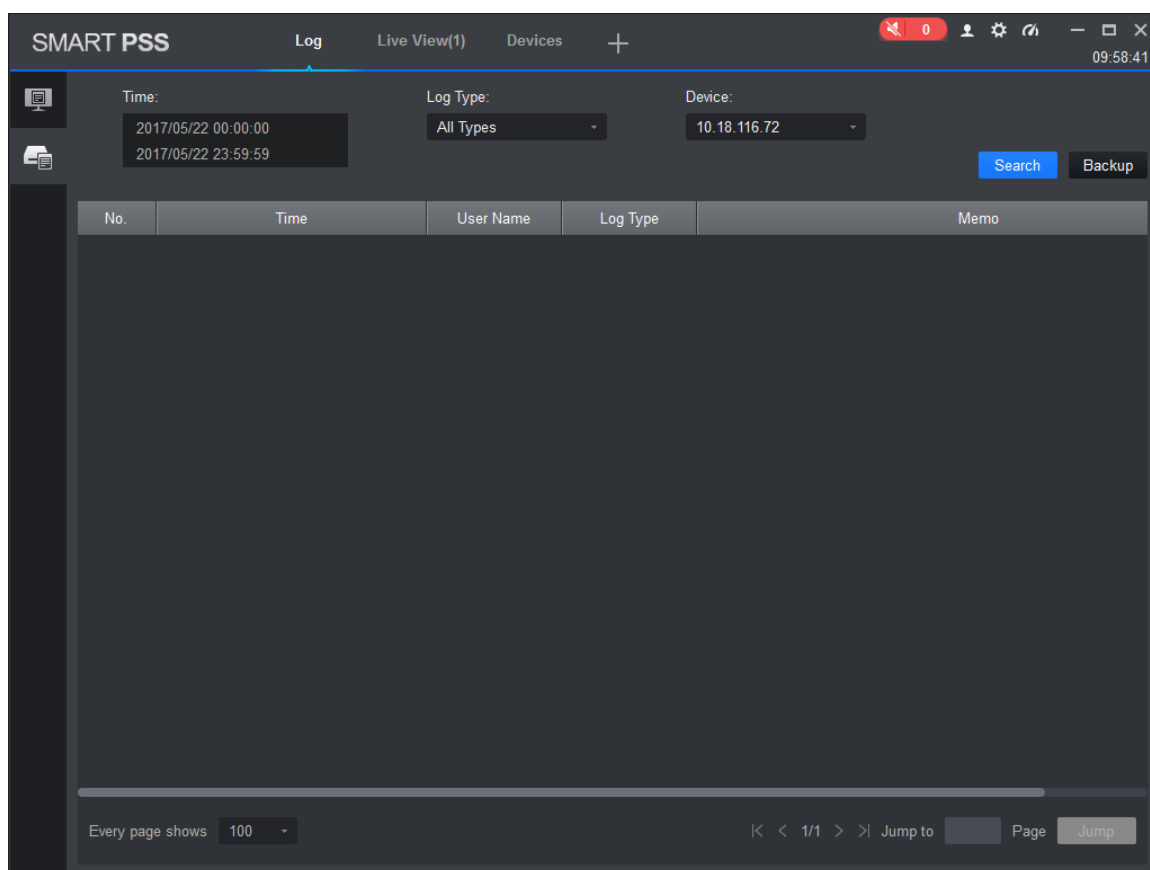 SMART PSS Log Live View(1) Devices 0
09:58:41
Time: Log Type: Device:
2017/05/22 00:00:00 All Types 10.18.116.72
2017/05/22 23:59:59
Search Backup
No. Time User Name Log Type Memo
Every page shows 100 1/1 Jump to Page Jump